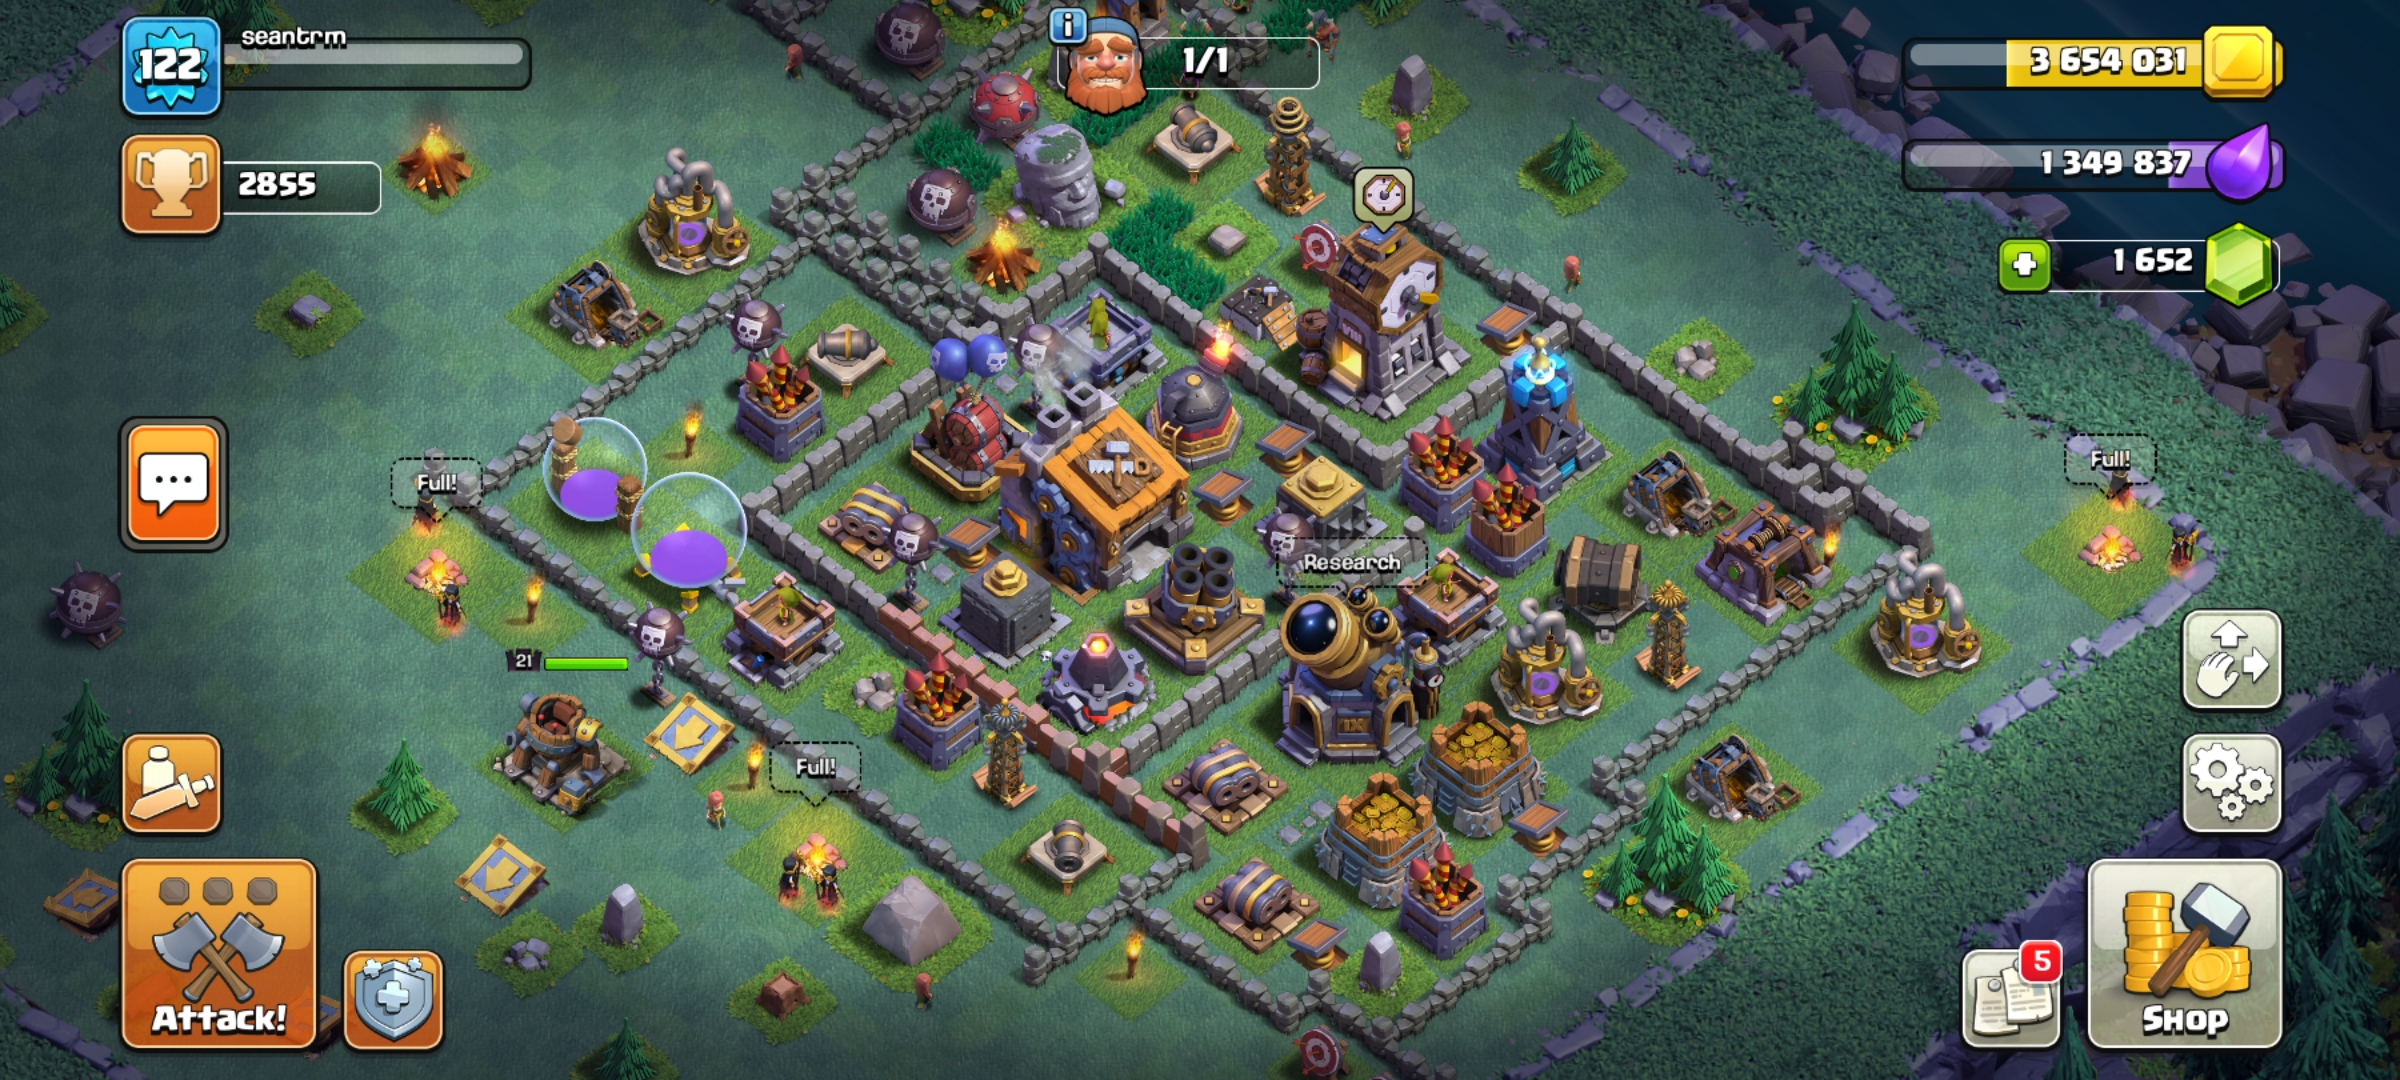 122
seantrm
i
1/1
3 654 031
2855
1 349 837
1 652
Full!
Full!
Research
21
Full!
IX
5
Attack!
Shop